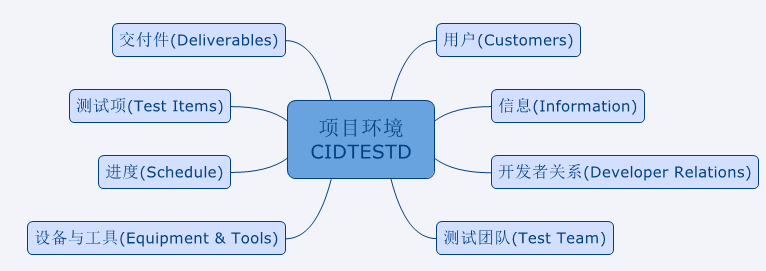 交付件(Deliverables)
用户(Customers)
测试项(Test Items)
信息(Information)
项目环境
CIDTESTD
进度(Schedule)
开发者关系(Developer Relations)
设备与工具(Equipment & Tools)
测试团队(Test Team)